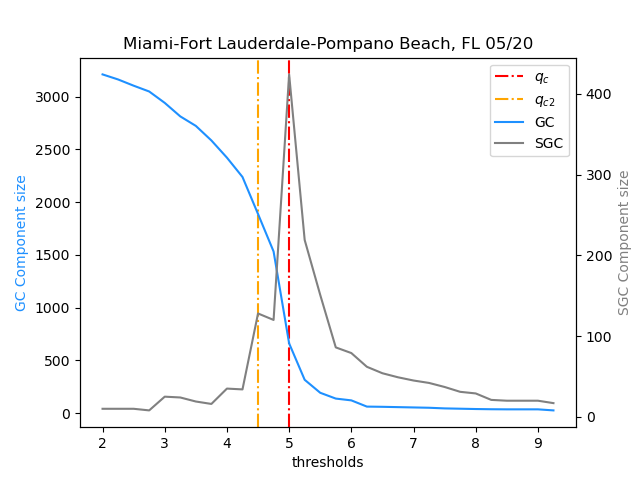 Miami-Fort Lauderdale-Pompano Beach, FL 05/20
q_c
q_{c2}
GC
SGC
GC Component size
3000
2500
2000
1500
1000
500
0
400
300
200
100
0
SGC Component size
2 3 4 5 6 7 8 9
thresholds